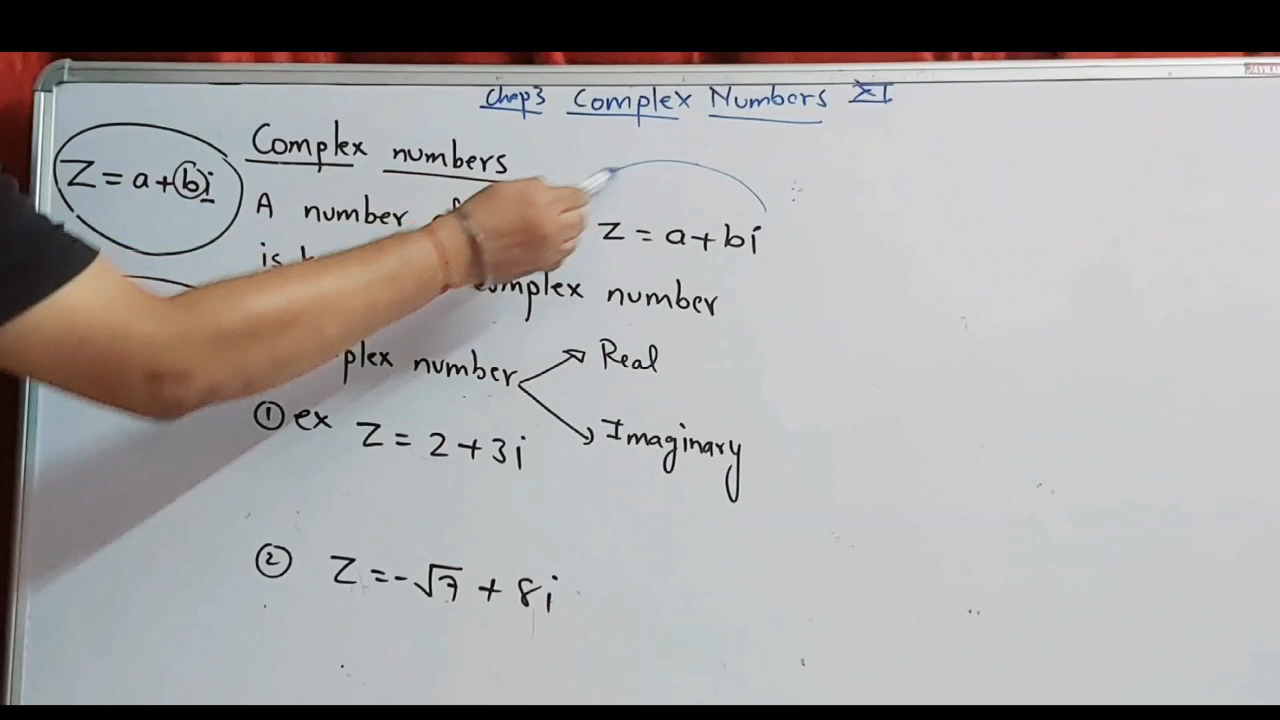 Chap3 Complex Numbers XI
Z = a+bi
Complex numbers
A number
Z = a+bi
is
complex number
plex number
Real
Imaginary
① ex Z = 2+3i
② Z = -√7 + 8i